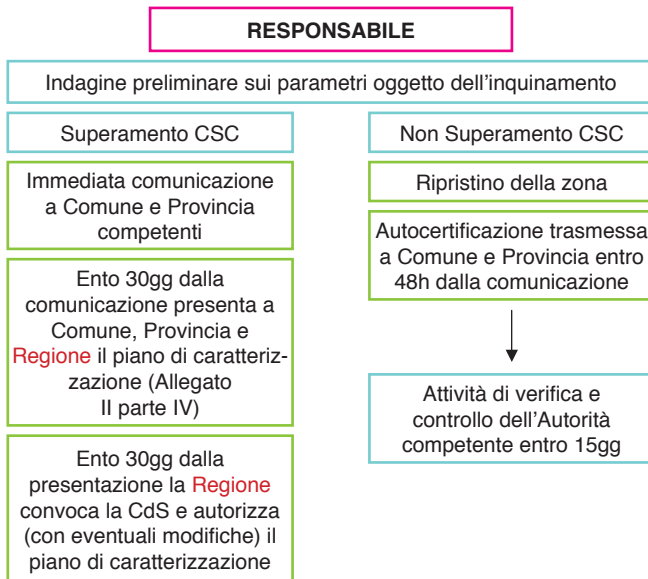 RESPONSABILE
Indagine preliminare sui parametri oggetto dell'inquinamento
Superamento CSC
Immediata comunicazione
a Comune e Provincia
competenti
Ento 30gg dalla
comunicazione presenta a
Comune, Provincia e
Regione il piano di caratteriz-
zazione (Allegato
II parte IV)
Ento 30gg dalla
presentazione la Regione
convoca la CdS e autorizza
(con eventuali modifiche) il
piano di caratterizzazione
Non Superamento CSC
Ripristino della zona
Autocertificazione trasmessa
a Comune e Provincia entro
48h dalla comunicazione
Attività di verifica e
controllo dell'Autorità
competente entro 15gg